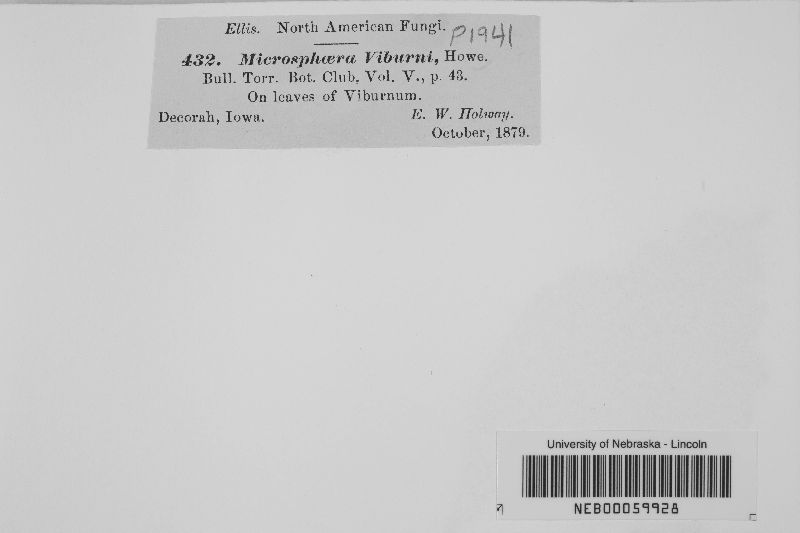 Ellis. North American Fungi. P1941
432. Microsphæra Viburni, Howe.
Bull. Torr. Bot. Club, Vol. V., p. 43.
On leaves of Viburnum.
Decorah, Iowa. E. W. Holway.
October, 1879.
University of Nebraska - Lincoln
NEB00059928